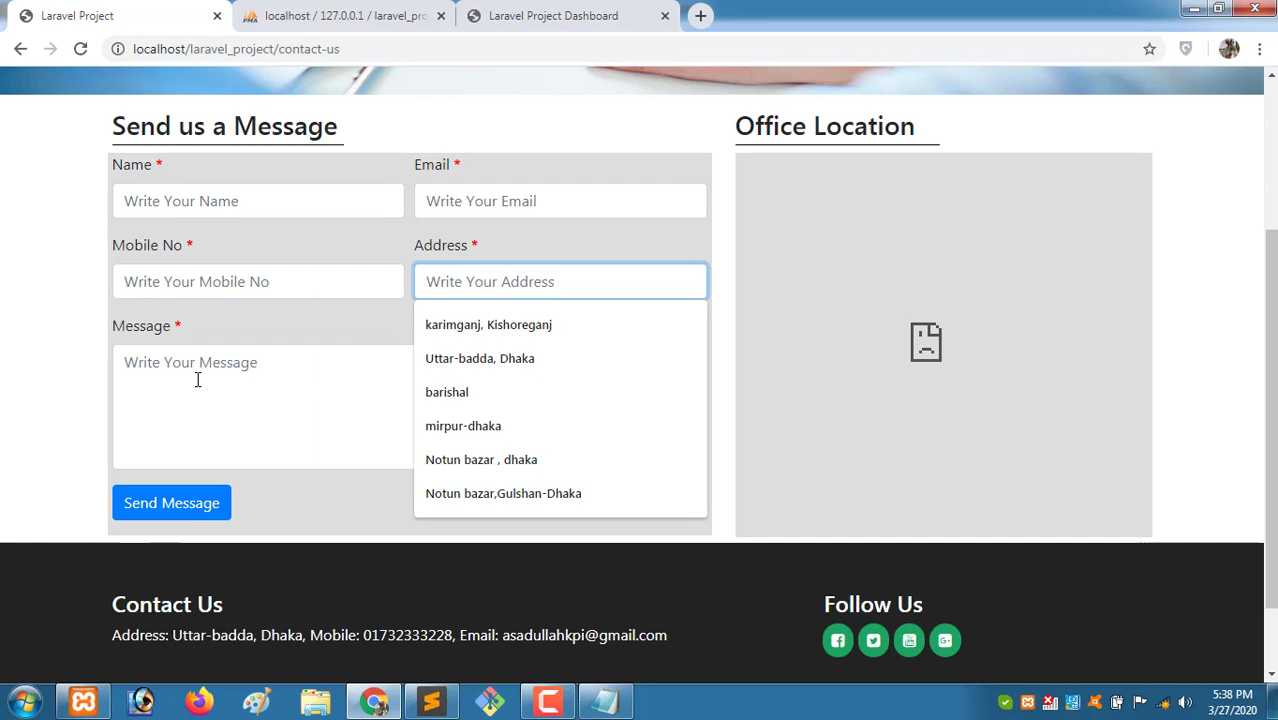 Laravel Project
localhost / 127.0.0.1 / laravel_pro
Laravel Project Dashboard
localhost/laravel_project/contact-us
Send us a Message
Office Location
Name *
Email *
Write Your Name
Write Your Email
Mobile No *
Address *
Write Your Mobile No
Write Your Address
Message *
karimganj, Kishoreganj
Write Your Message
Uttar-badda, Dhaka
barishal
mirpur-dhaka
Notun bazar , dhaka
Notun bazar,Gulshan-Dhaka
Send Message
Contact Us
Follow Us
Address: Uttar-badda, Dhaka, Mobile: 01732333228, Email: asadullahkpi@gmail.com
5:38 PM
3/27/2020